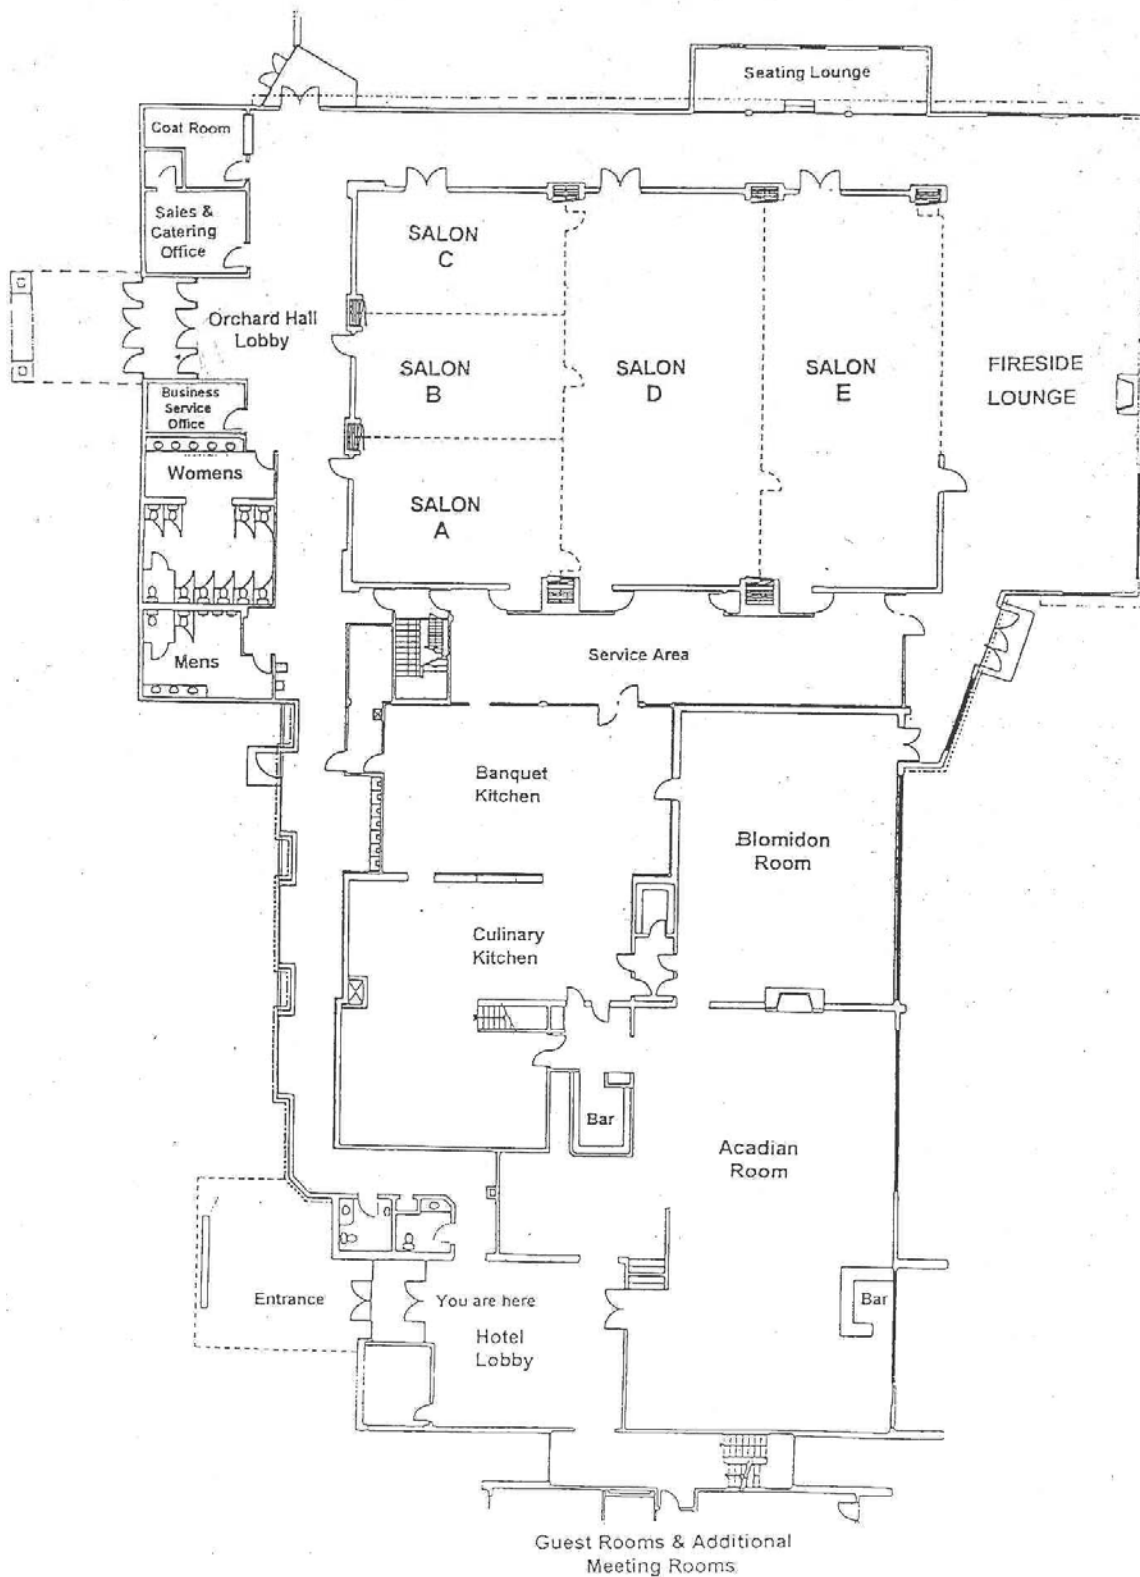 Seating Lounge
Coat Room
Sales &
Catering
Office
SALON
C
Orchard Hall
Lobby
SALON
B
SALON
D
SALON
E
FIRESIDE
LOUNGE
Business
Service
Office
Womens
SALON
A
Mens
Service Area
Banquet
Kitchen
Blomidon
Room
Culinary
Kitchen
Bar
Acadian
Room
Entrance
You are here
Hotel
Lobby
Bar
Guest Rooms & Additional
Meeting Rooms